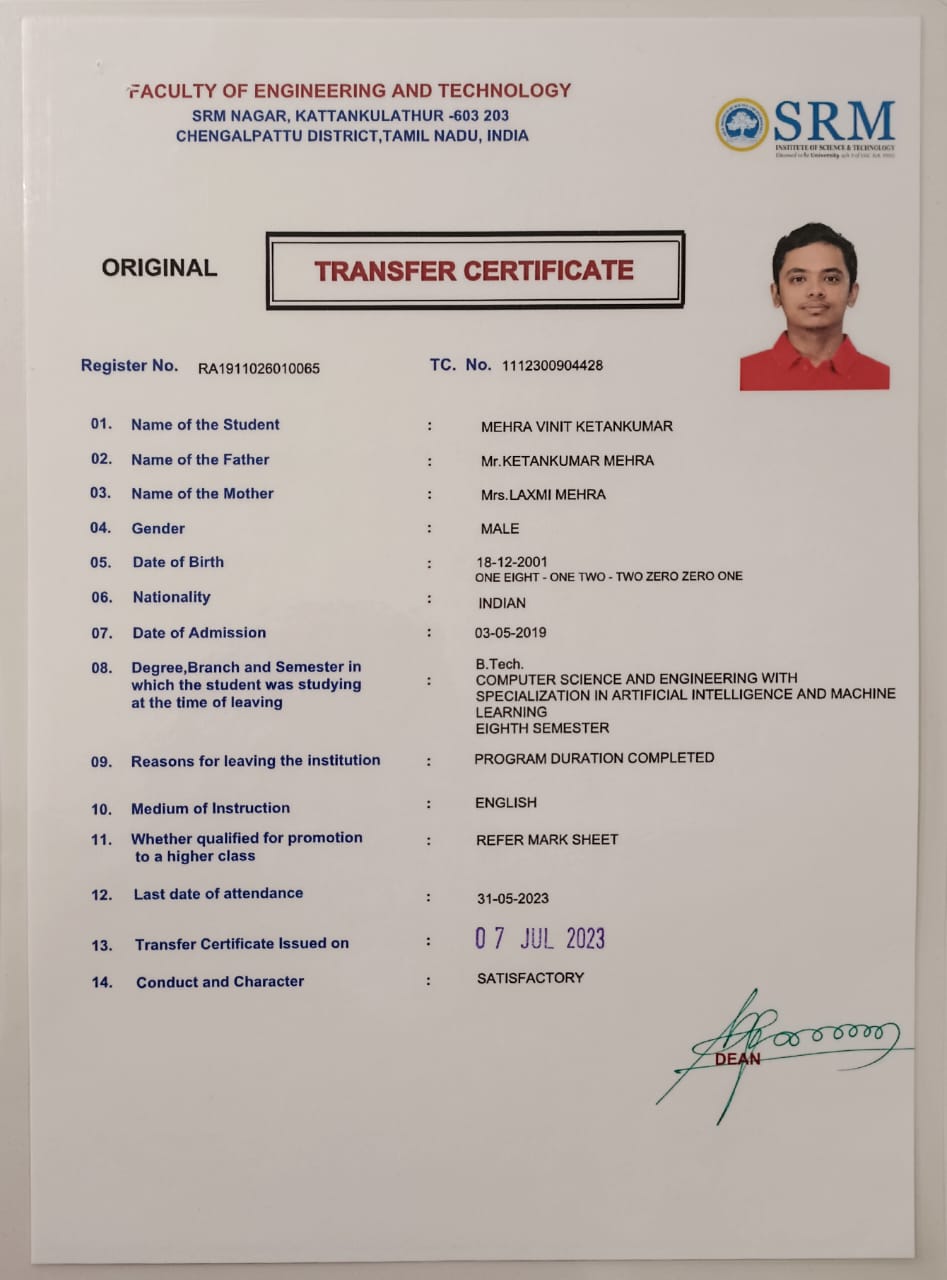 FACULTY OF ENGINEERING AND TECHNOLOGY
SRM NAGAR, KATTANKULATHUR -603 203
CHENGALPATTU DISTRICT,TAMIL NADU, INDIA
SRM
INSTITUTE OF SCIENCE & TECHNOLOGY
ORIGINAL
TRANSFER CERTIFICATE
Register No. RA1911026010065
TC. No. 1112300904428
01. Name of the Student : MEHRA VINIT KETANKUMAR
02. Name of the Father : Mr.KETANKUMAR MEHRA
03. Name of the Mother : Mrs.LAXMI MEHRA
04. Gender : MALE
05. Date of Birth : 18-12-2001
ONE EIGHT - ONE TWO - TWO ZERO ZERO ONE
06. Nationality : INDIAN
07. Date of Admission : 03-05-2019
08. Degree,Branch and Semester in
which the student was studying
at the time of leaving
: B.Tech.
COMPUTER SCIENCE AND ENGINEERING WITH
SPECIALIZATION IN ARTIFICIAL INTELLIGENCE AND MACHINE
LEARNING
EIGHTH SEMESTER
09. Reasons for leaving the institution : PROGRAM DURATION COMPLETED
10. Medium of Instruction : ENGLISH
11. Whether qualified for promotion
to a higher class
: REFER MARK SHEET
12. Last date of attendance : 31-05-2023
13. Transfer Certificate Issued on : 07 JUL 2023
14. Conduct and Character : SATISFACTORY
DEAN